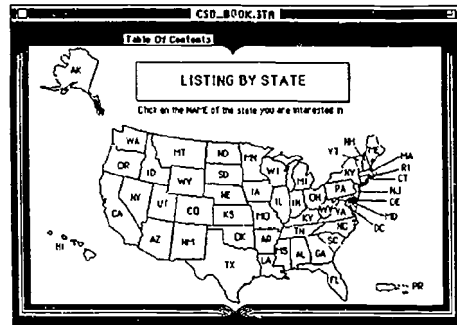 CSD_BOOK.STA
Table Of Contents
LISTING BY STATE
Click on the NAME of the state you are interested in
AK
WA
MT
ND
MN
VT
NH
ME
MA
OR
ID
WY
SD
WI
MI
NY
RI
CT
NV
UT
CO
NE
IA
IL
IN
OH
PA
NJ
DE
CA
KS
MO
KY
WV
VA
MD
DC
HI
AZ
NM
OK
AR
TN
NC
SC
TX
LA
MS
AL
GA
FL
PR